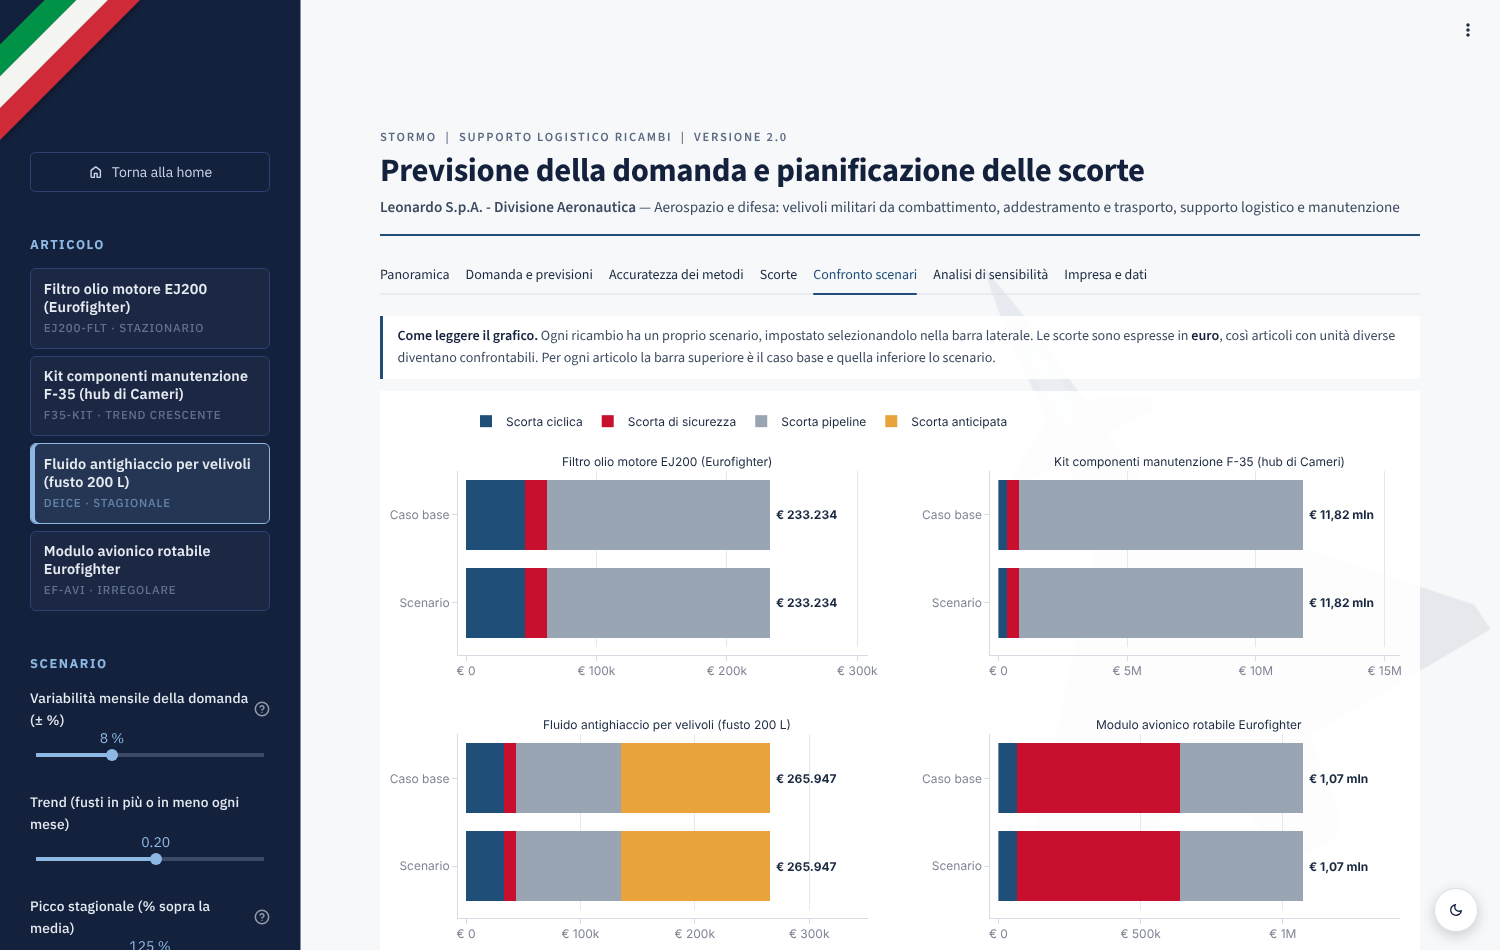 Torna alla home
ARTICOLO
Filtro olio motore EJ200
(Eurofighter)
EJ200-FLT · STAZIONARIO
Kit componenti manutenzione
F-35 (hub di Cameri)
F35-KIT · TREND CRESCENTE
Fluido antighiaccio per velivoli
(fusto 200 L)
DEICE · STAGIONALE
Modulo avionico rotabile
Eurofighter
EF-AVI · IRREGOLARE
SCENARIO
Variabilità mensile della domanda
(± %)
8 %
Trend (fusti in più o in meno ogni
mese)
0.20
Picco stagionale (% sopra la
media)
125 %
STORMO | SUPPORTO LOGISTICO RICAMBI | VERSIONE 2.0
Previsione della domanda e pianificazione delle scorte
Leonardo S.p.A. - Divisione Aeronautica — Aerospazio e difesa: velivoli militari da combattimento, addestramento e trasporto, supporto logistico e manutenzione
Panoramica Domanda e previsioni Accuratezza dei metodi Scorte Confronto scenari Analisi di sensibilità Impresa e dati
Come leggere il grafico. Ogni ricambio ha un proprio scenario, impostato selezionandolo nella barra laterale. Le scorte sono espresse in euro, così articoli con unità diverse
diventano confrontabili. Per ogni articolo la barra superiore è il caso base e quella inferiore lo scenario.
Scorta ciclica Scorta di sicurezza Scorta pipeline Scorta anticipata
Filtro olio motore EJ200 (Eurofighter)
Caso base € 233.234
Scenario € 233.234
€ 0 € 100k € 200k € 300k
Kit componenti manutenzione F-35 (hub di Cameri)
Caso base € 11,82 mln
Scenario € 11,82 mln
€ 0 € 5M € 10M € 15M
Fluido antighiaccio per velivoli (fusto 200 L)
Caso base € 265.947
Scenario € 265.947
€ 0 € 100k € 200k € 300k
Modulo avionico rotabile Eurofighter
Caso base € 1,07 mln
Scenario € 1,07 mln
€ 0 € 500k € 1M